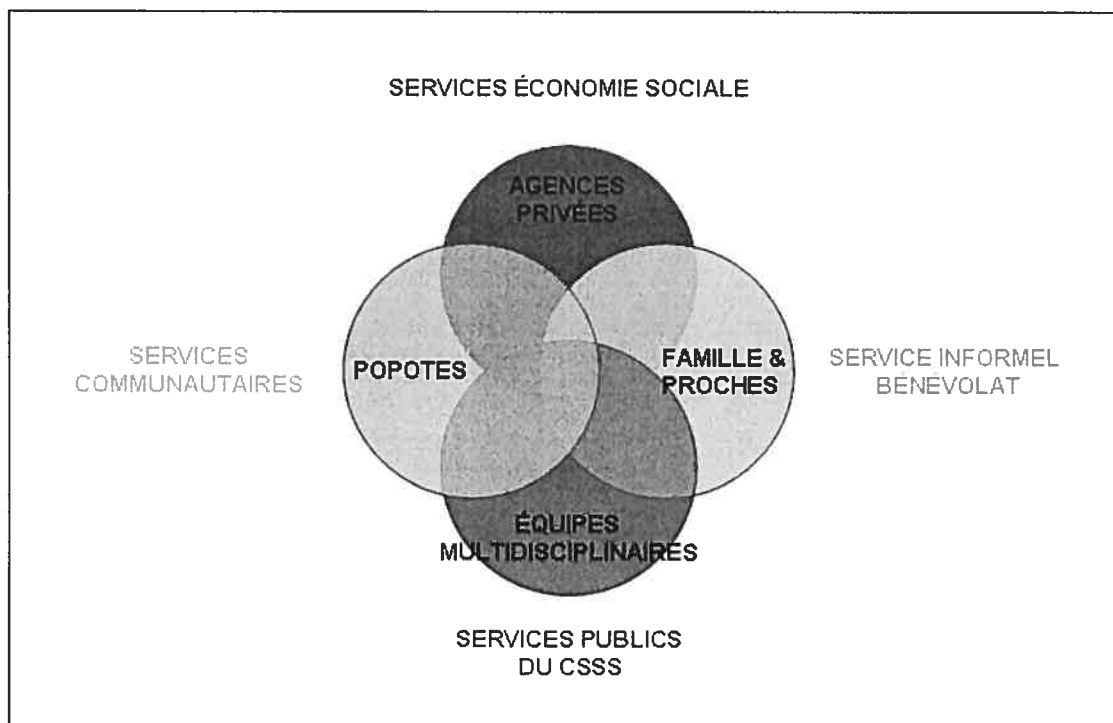 SERVICES ÉCONOMIE SOCIALE
AGENCES
PRIVÉES
SERVICES
COMMUNAUTAIRES
POPOTES
FAMILLE &
PROCHES
SERVICE INFORMEL
BÉNÉVOLAT
ÉQUIPES
MULTIDISCIPLINAIRES
SERVICES PUBLICS
DU CSSS